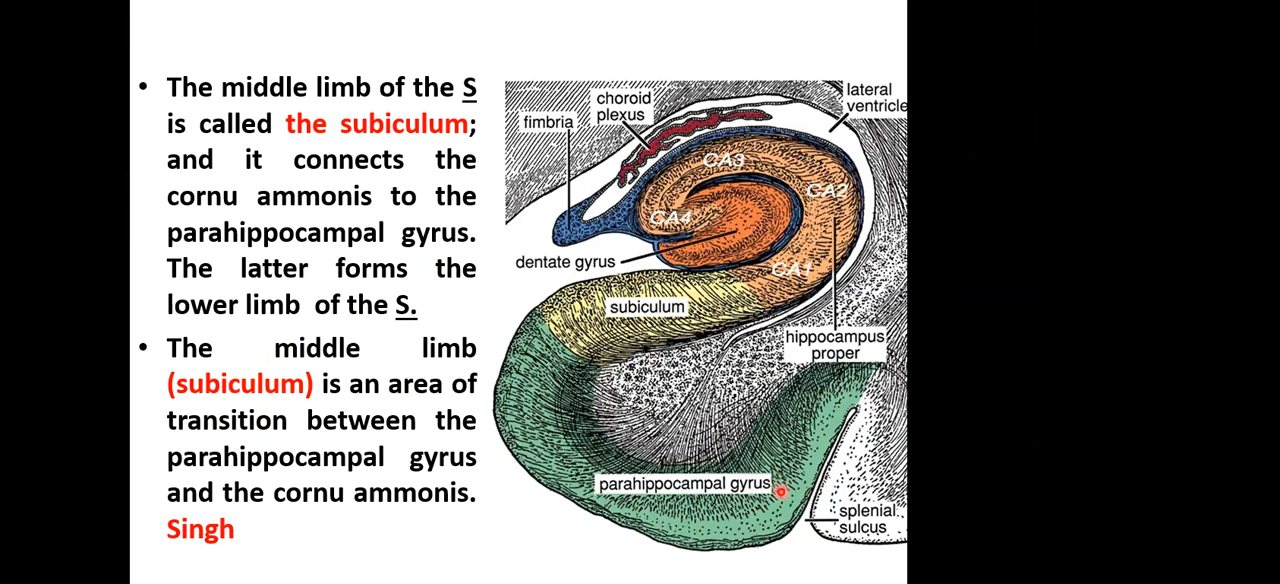 • The middle limb of the S
is called the subiculum;
and it connects the
cornu ammonis to the
parahippocampal gyrus.
The latter forms the
lower limb of the S.
• The middle limb
(subiculum) is an area of
transition between the
parahippocampal gyrus
and the cornu ammonis.
Singh
lateral
ventricle
choroid
plexus
fimbria
CA3
CA2
CA4
dentate gyrus
CA1
subiculum
hippocampus
proper
parahippocampal gyrus
splenial
sulcus